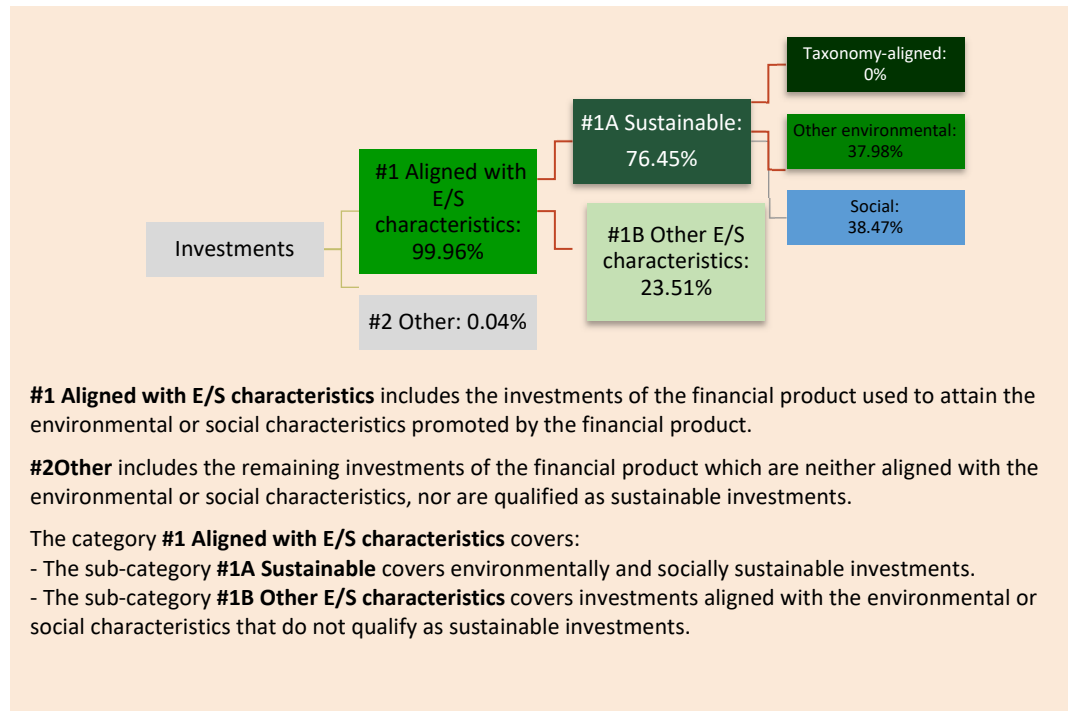 Taxonomy-aligned:
0%
#1A Sustainable:
76.45%
Other environmental:
37.98%
#1 Aligned with
E/S
characteristics:
99.96%
Social:
38.47%
Investments
#1B Other E/S
characteristics:
23.51%
#2 Other: 0.04%
#1 Aligned with E/S characteristics includes the investments of the financial product used to attain the
environmental or social characteristics promoted by the financial product.
#2Other includes the remaining investments of the financial product which are neither aligned with the
environmental or social characteristics, nor are qualified as sustainable investments.
The category #1 Aligned with E/S characteristics covers:
- The sub-category #1A Sustainable covers environmentally and socially sustainable investments.
- The sub-category #1B Other E/S characteristics covers investments aligned with the environmental or
social characteristics that do not qualify as sustainable investments.